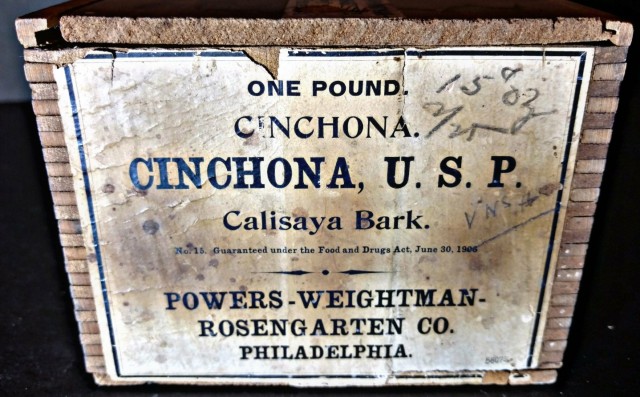 ONE POUND.
CINCHONA.
CINCHONA, U. S. P.
Calisaya Bark.
No. 15. Guaranteed under the Food and Drugs Act, June 30, 1906
POWERS-WEIGHTMAN-
ROSENGARTEN CO.
PHILADELPHIA.